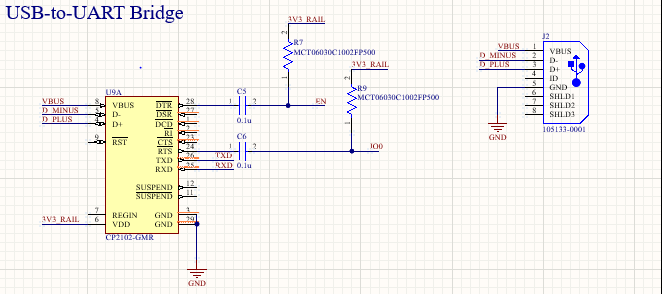 USB-to-UART Bridge
3V3_RAIL
R7
MCT06030C1002FP500
2
1
3V3_RAIL
R9
MCT06030C1002FP500
2
1
J2
VBUS 1 VBUS
D_MINUS 2 D-
D_PLUS 3 D+
4 ID
5 GND
6 SHLD1
7 SHLD2
8 SHLD3
105133-0001
GND
U9A
VBUS 8 VBUS
D_MINUS D-
D_PLUS D+
9 RST
7 REGIN
3V3_RAIL 6 VDD
DTR 28
DSR 27
DCD
RI
CTS 23
RTS 24
TXD 26 TXD
RXD 25 RXD
SUSPEND 12
SUSPEND 11
GND 3
GND 29
CP2102-GMR
GND
C5
1 2
0.1u
EN
C6
1 2
0.1u
JO0